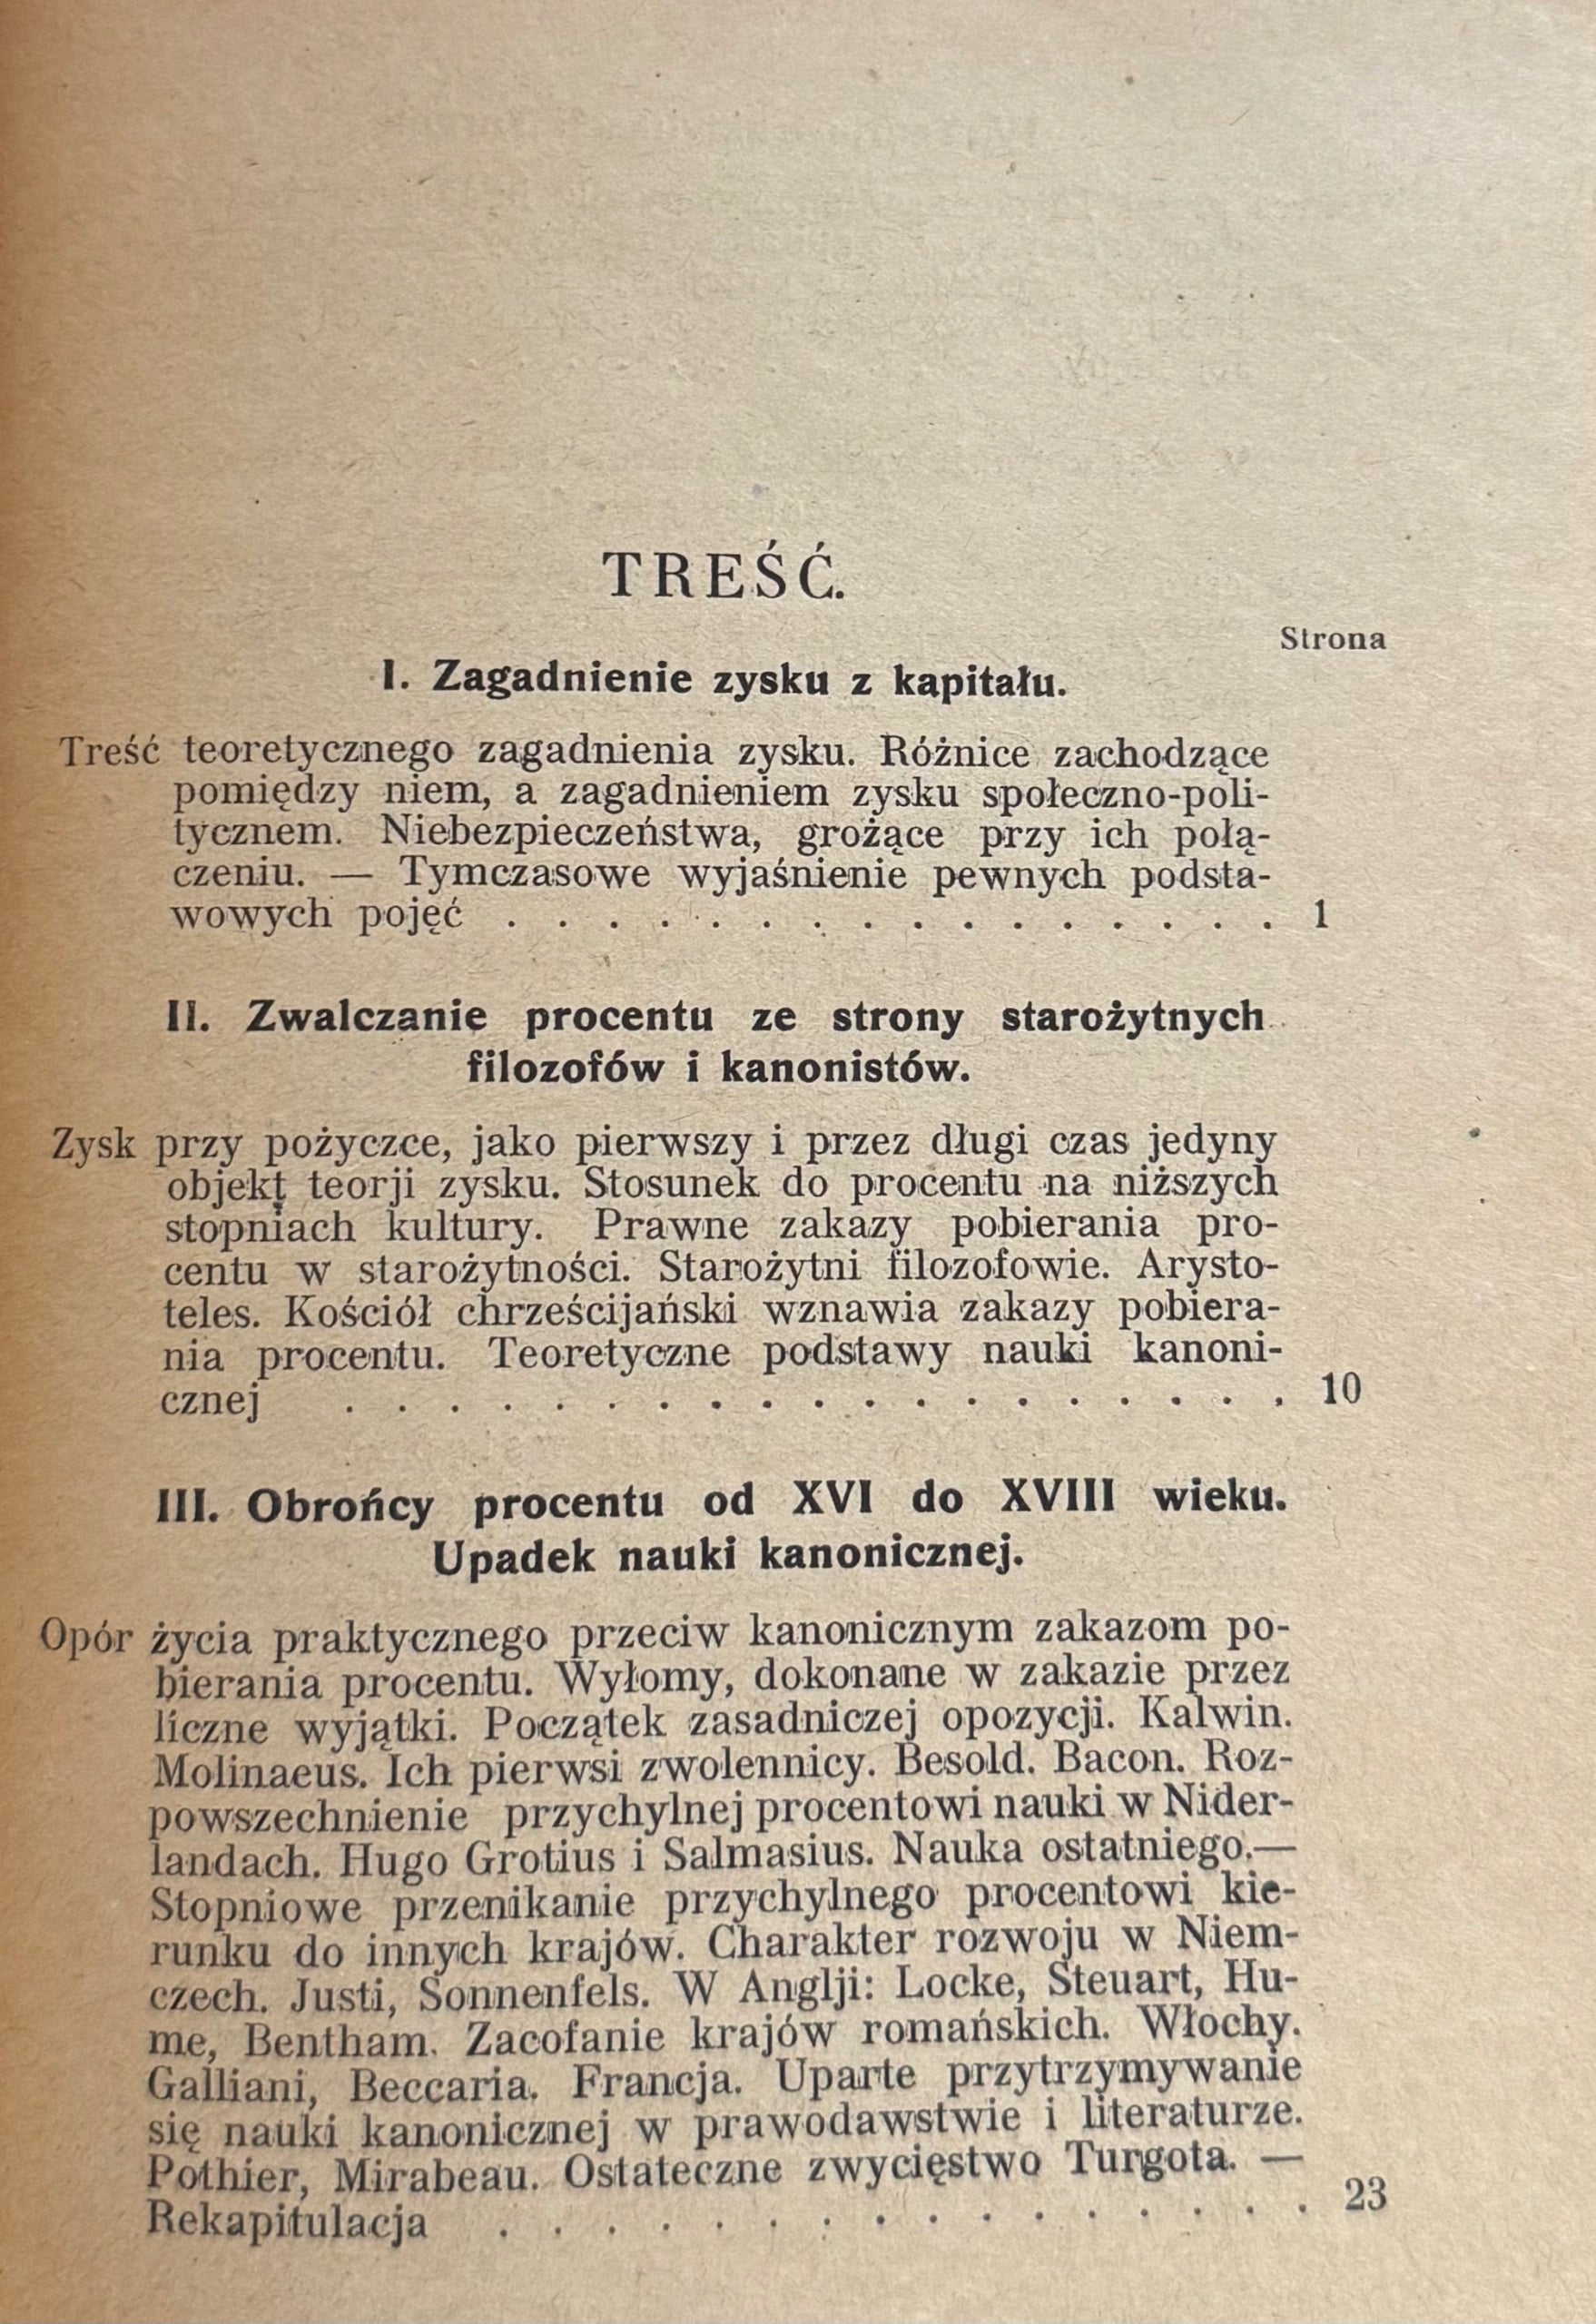 TREŚĆ.
Strona
I. Zagadnienie zysku z kapitału.
Treść teoretycznego zagadnienia zysku. Różnice zachodzące
pomiędzy niem, a zagadnieniem zysku społeczno-poli-
tycznem. Niebezpieczeństwa, grożące przy ich połą-
czeniu. — Tymczasowe wyjaśnienie pewnych podsta-
wowych pojęć . . . . . . . . . . . . . . . . 1
II. Zwalczanie procentu ze strony starożytnych
filozofów i kanonistów.
Zysk przy pożyczce, jako pierwszy i przez długi czas jedyny
objekt teorji zysku. Stosunek do procentu na niższych
stopniach kultury. Prawne zakazy pobierania pro-
centu w starożytności. Starożytni filozofowie. Arysto-
teles. Kościół chrześcijański wznawia zakazy pobiera-
nia procentu. Teoretyczne podstawy nauki kanoni-
cznej . . . . . . . . . . . . . . . . . . . 10
III. Obrońcy procentu od XVI do XVIII wieku.
Upadek nauki kanonicznej.
Opór życia praktycznego przeciw kanonicznym zakazom po-
bierania procentu. Wyłomy, dokonane w zakazie przez
liczne wyjątki. Początek zasadniczej opozycji. Kalwin.
Molinaeus. Ich pierwsi zwolennicy. Besold. Bacon. Roz-
powszechnienie przychylnej procentowi nauki w Nider-
landach. Hugo Grotius i Salmasius. Nauka ostatniego.—
Stopniowe przenikanie przychylnego procentowi kie-
runku do innych krajów. Charakter rozwoju w Niem-
czech. Justi, Sonnenfels. W Anglji: Locke, Steuart, Hu-
me, Bentham. Zacofanie krajów romańskich. Włochy.
Galliani, Beccaria. Francja. Uparte przytrzymywanie
się nauki kanonicznej w prawodawstwie i literaturze.
Pothier, Mirabeau. Ostateczne zwycięstwo Turgota. —
Rekapitulacja . . . . . . . . . . . . . . . . 23